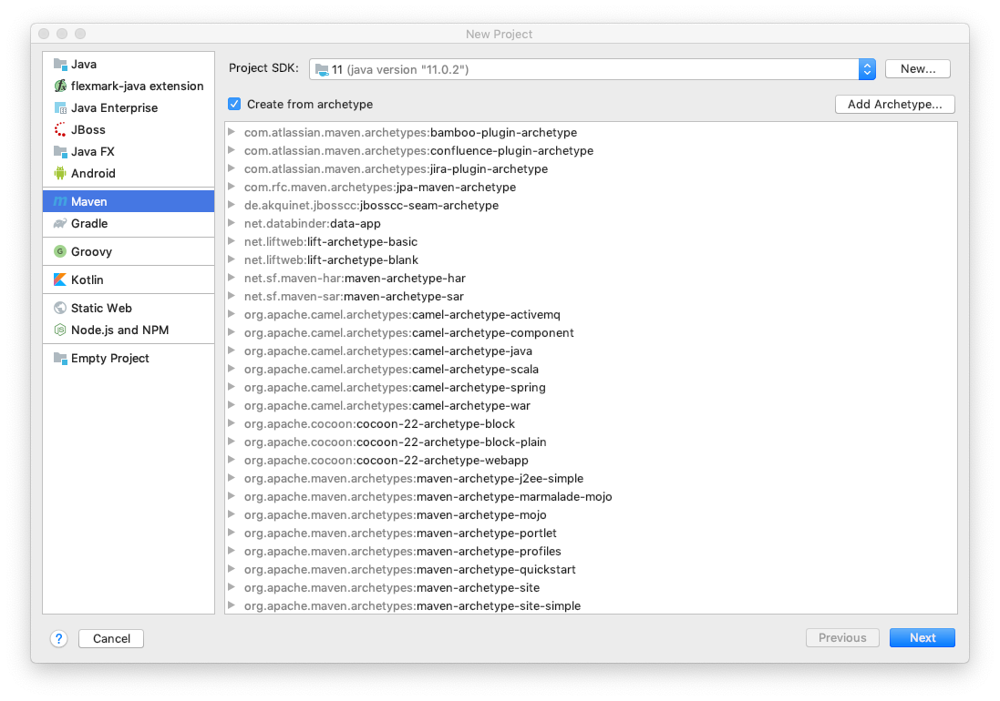 New Project
Java
flexmark-java extension
Java Enterprise
JBoss
Java FX
Android
Maven
Gradle
G Groovy
Kotlin
Static Web
JS Node.js and NPM
Empty Project
Project SDK: 11 (java version "11.0.2") New...
Create from archetype Add Archetype...
com.atlassian.maven.archetypes:bamboo-plugin-archetype
com.atlassian.maven.archetypes:confluence-plugin-archetype
com.atlassian.maven.archetypes:jira-plugin-archetype
com.rfc.maven.archetypes:jpa-maven-archetype
de.akquinet.jbosscc:jbosscc-seam-archetype
net.databinder:data-app
net.liftweb:lift-archetype-basic
net.liftweb:lift-archetype-blank
net.sf.maven-har:maven-archetype-har
net.sf.maven-sar:maven-archetype-sar
org.apache.camel.archetypes:camel-archetype-activemq
org.apache.camel.archetypes:camel-archetype-component
org.apache.camel.archetypes:camel-archetype-java
org.apache.camel.archetypes:camel-archetype-scala
org.apache.camel.archetypes:camel-archetype-spring
org.apache.camel.archetypes:camel-archetype-war
org.apache.cocoon:cocoon-22-archetype-block
org.apache.cocoon:cocoon-22-archetype-block-plain
org.apache.cocoon:cocoon-22-archetype-webapp
org.apache.maven.archetypes:maven-archetype-j2ee-simple
org.apache.maven.archetypes:maven-archetype-marmalade-mojo
org.apache.maven.archetypes:maven-archetype-mojo
org.apache.maven.archetypes:maven-archetype-portlet
org.apache.maven.archetypes:maven-archetype-profiles
org.apache.maven.archetypes:maven-archetype-quickstart
org.apache.maven.archetypes:maven-archetype-site
org.apache.maven.archetypes:maven-archetype-site-simple
? Cancel Previous Next